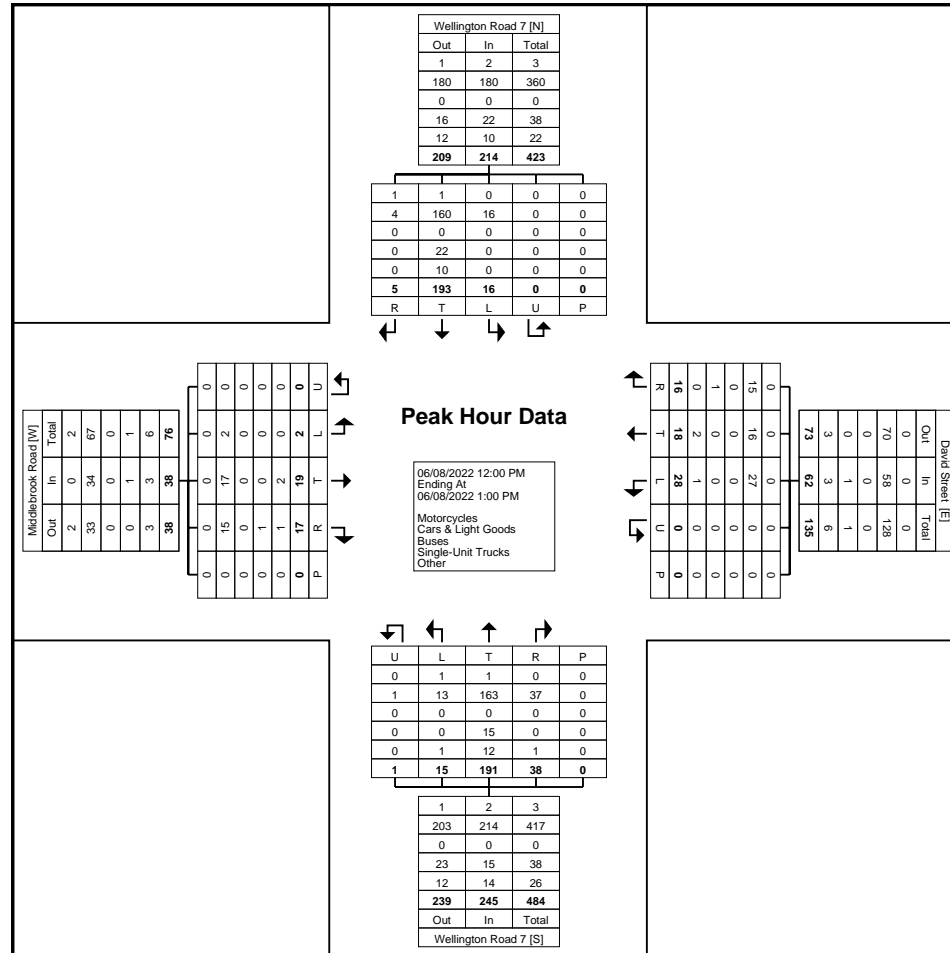 Wellington Road 7 [N]
Out In Total
1 2 3
180 180 360
0 0 0
16 22 38
12 10 22
209 214 423
1 1 0 0 0
4 160 16 0 0
0 0 0 0 0
0 22 0 0 0
0 10 0 0 0
5 193 16 0 0
R T L U P
Middlebrook Road [W]
Total 2 67 0 1 6 76
In 0 34 0 1 3 38
Out 2 33 0 0 3 38
0 0 0 0 0 0 U
0 2 0 0 0 2 L
0 17 0 0 2 19 T
0 15 0 1 1 17 R
0 0 0 0 0 0 P
Peak Hour Data
06/08/2022 12:00 PM
Ending At
06/08/2022 1:00 PM
Motorcycles
Cars & Light Goods
Buses
Single-Unit Trucks
Other
R 16 0 1 0 15 0
T 18 2 0 0 16 0
L 28 1 0 0 27 0
U 0 0 0 0 0 0
P 0 0 0 0 0 0
73 3 0 0 70 0 Out
62 3 1 0 58 0 In
135 6 1 0 128 0 Total
David Street [E]
U L T R P
0 1 1 0 0
1 13 163 37 0
0 0 0 0 0
0 0 15 0 0
0 1 12 1 0
1 15 191 38 0
1 2 3
203 214 417
0 0 0
23 15 38
12 14 26
239 245 484
Out In Total
Wellington Road 7 [S]